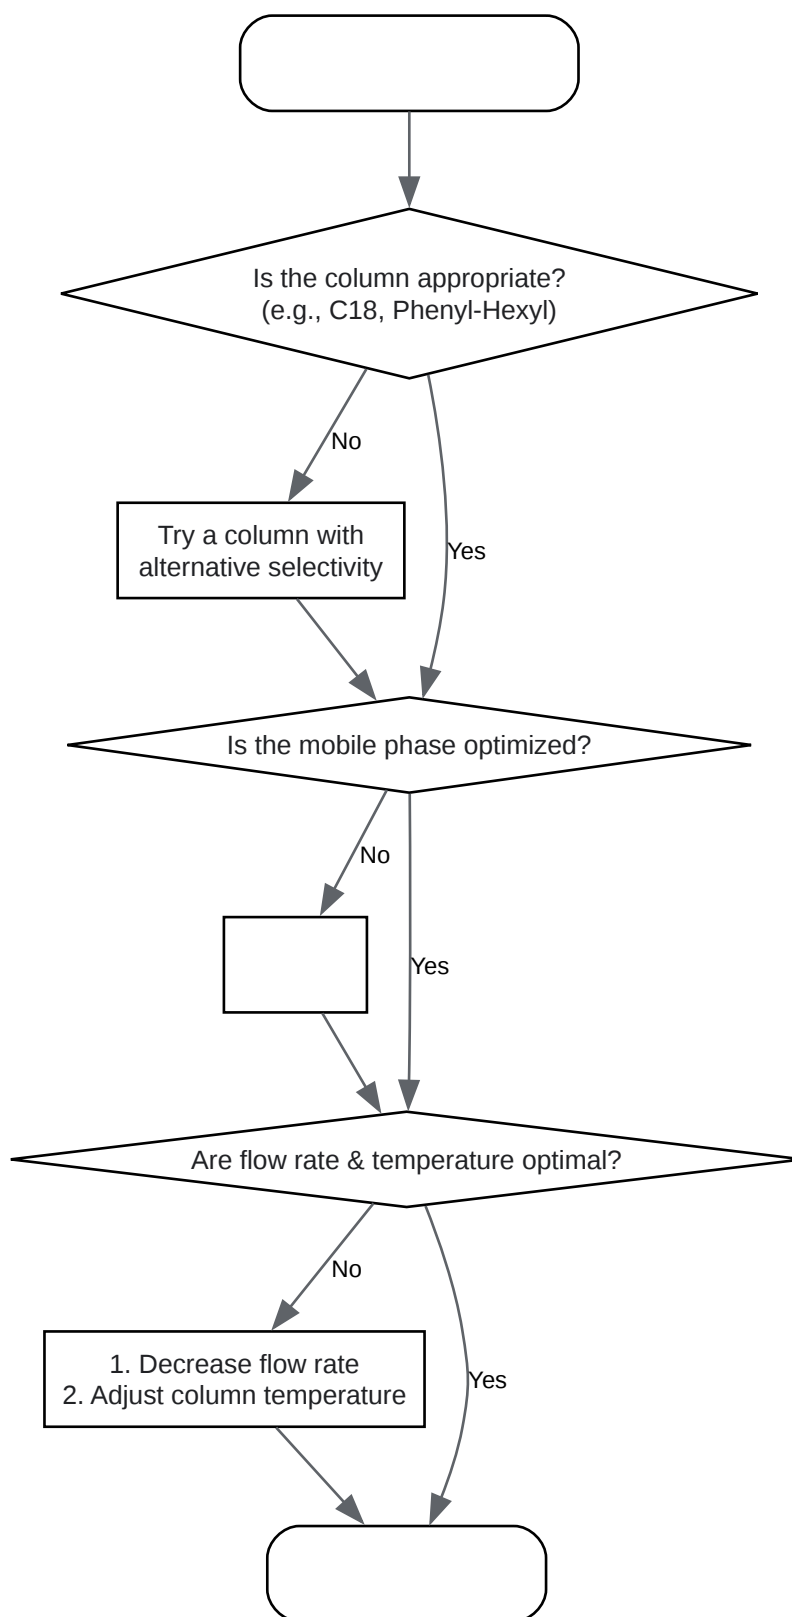 Is the column appropriate?
(e.g., C18, Phenyl-Hexyl)
No
Try a column with
alternative selectivity
Yes
Is the mobile phase optimized?
No
Yes
Are flow rate & temperature optimal?
No
1. Decrease flow rate
2. Adjust column temperature
Yes